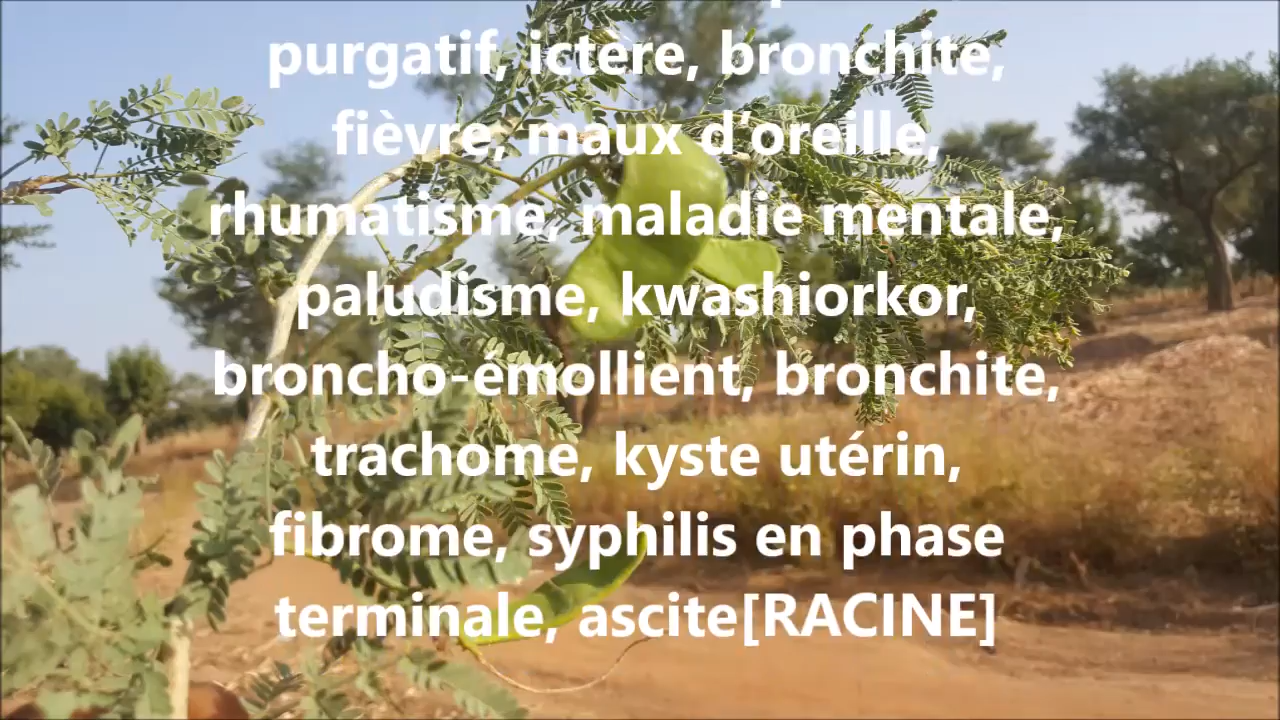 purgatif, ictère, bronchite,
fièvre, maux d'oreille,
rhumatisme, maladie mentale,
paludisme, kwashiorkor,
broncho-émollient, bronchite,
trachome, kyste utérin,
fibrome, syphilis en phase
terminale, ascite[RACINE]